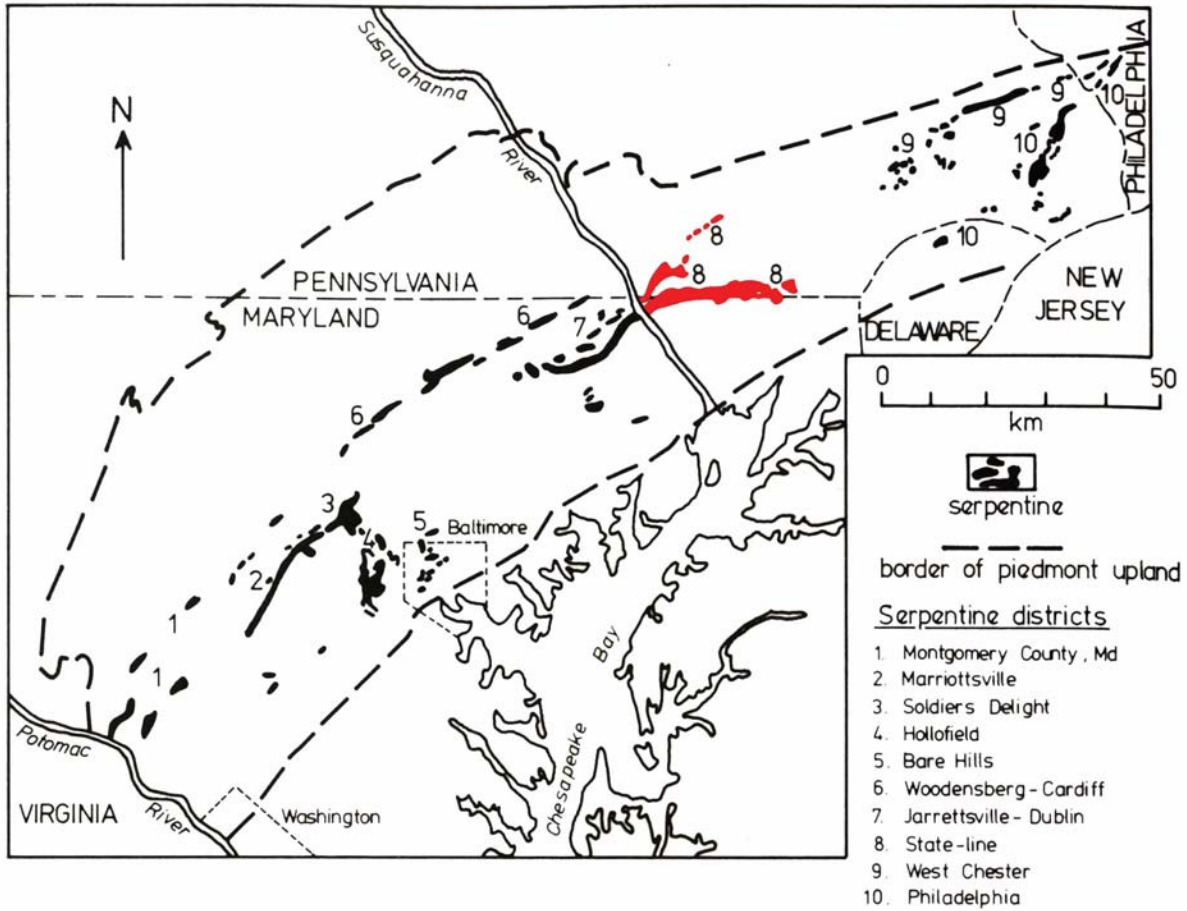 Susquahanna
River
N
PENNSYLVANIA
MARYLAND
PHILADELPHIA
9
9
10
9
10
10
8
8
8
NEW
JERSEY
DELAWARE
6
7
6
3
4
5
Baltimore
2
1
1
Potomac
River
VIRGINIA
Washington
Chesapeake
Bay
0
50
km
serpentine
border of piedmont upland
Serpentine districts
1. Montgomery County, Md
2. Marriottsville
3. Soldiers Delight
4. Hollofield
5. Bare Hills
6. Woodensberg - Cardiff
7. Jarrettsville - Dublin
8. State-line
9. West Chester
10. Philadelphia